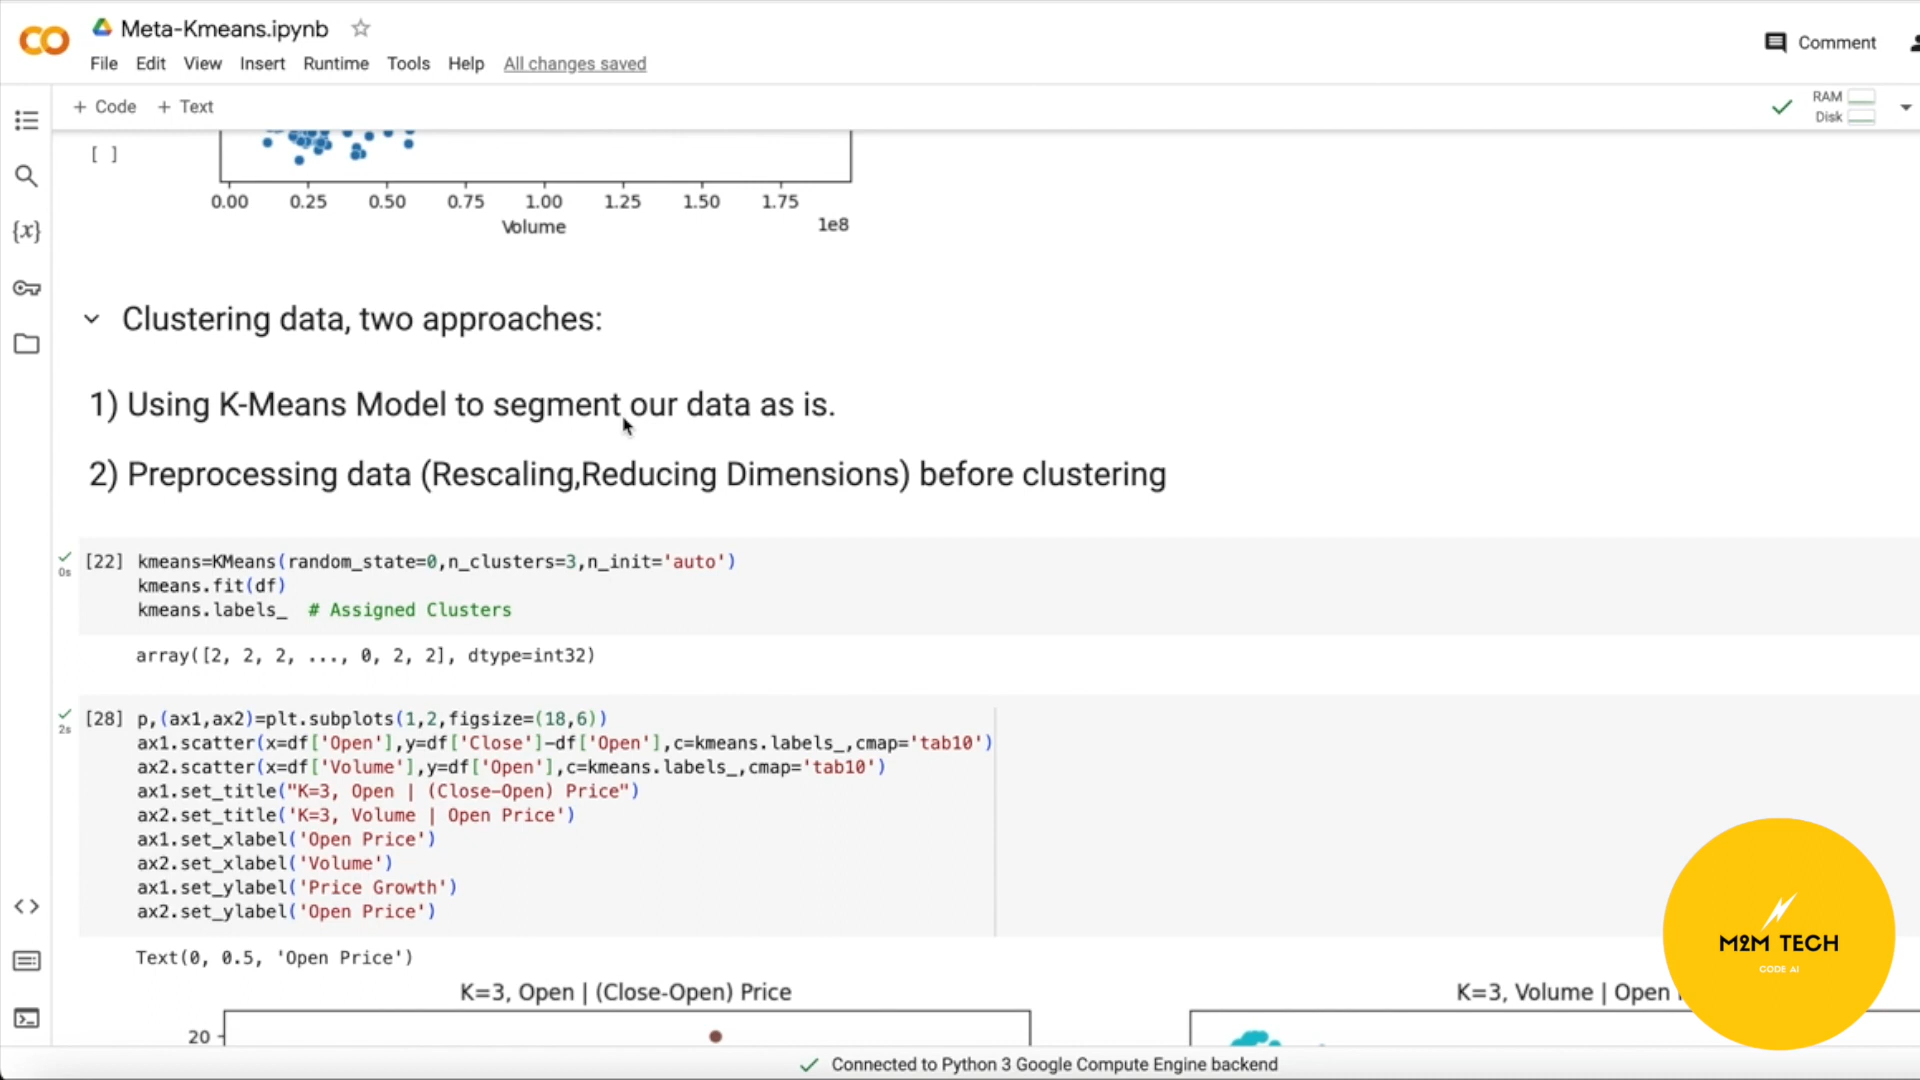 Meta-Kmeans.ipynb
Comment
File Edit View Insert Runtime Tools Help All changes saved
+ Code + Text
RAM
Disk
[ ]
0.00 0.25 0.50 0.75 1.00 1.25 1.50 1.75
1e8
Volume
{x}
Clustering data, two approaches:
1) Using K-Means Model to segment our data as is.
2) Preprocessing data (Rescaling,Reducing Dimensions) before clustering
[22] kmeans=KMeans(random_state=0,n_clusters=3,n_init='auto')
0s
kmeans.fit(df)
kmeans.labels_ # Assigned Clusters
array([2, 2, 2, ..., 0, 2, 2], dtype=int32)
[28] p,(ax1,ax2)=plt.subplots(1,2,figsize=(18,6))
2s
ax1.scatter(x=df['Open'],y=df['Close']-df['Open'],c=kmeans.labels_,cmap='tab10')
ax2.scatter(x=df['Volume'],y=df['Open'],c=kmeans.labels_,cmap='tab10')
ax1.set_title("K=3, Open | (Close-Open) Price")
ax2.set_title('K=3, Volume | Open Price')
ax1.set_xlabel('Open Price')
ax2.set_xlabel('Volume')
ax1.set_ylabel('Price Growth')
ax2.set_ylabel('Open Price')
Text(0, 0.5, 'Open Price')
K=3, Open | (Close-Open) Price
K=3, Volume | Open
20
M2M TECH
CODE AI
Connected to Python 3 Google Compute Engine backend